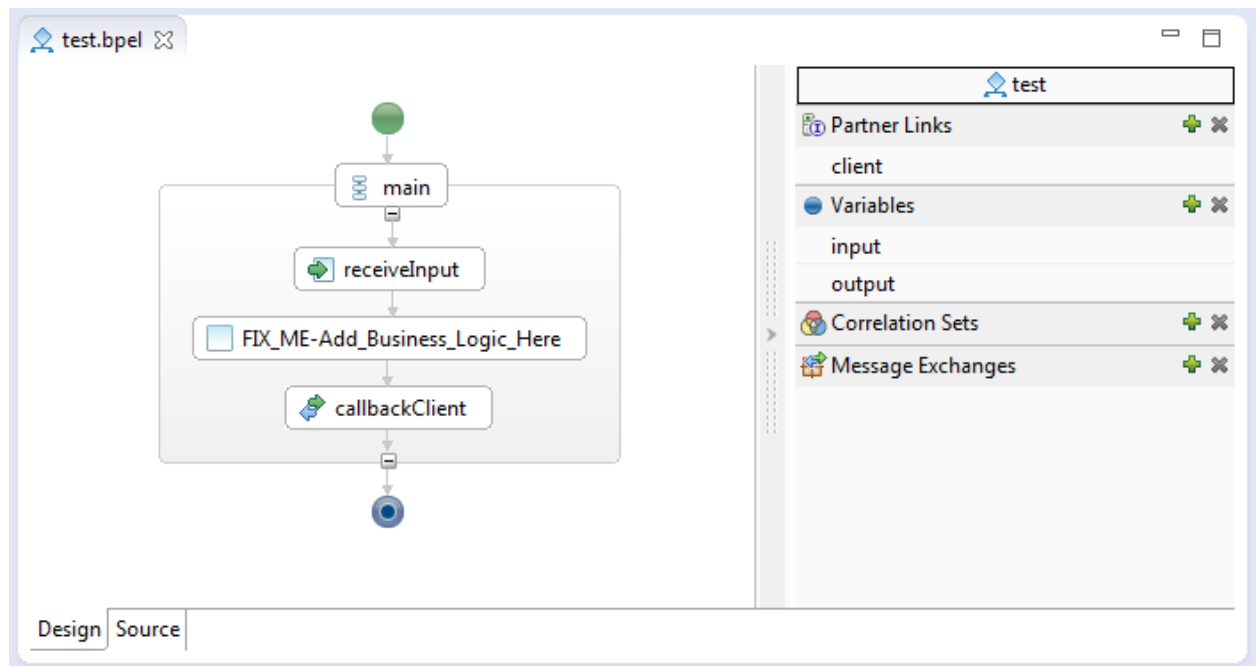 test.bpel
main
receiveInput
FIX_ME-Add_Business_Logic_Here
callbackClient
Design Source
test
Partner Links
client
Variables
input
output
Correlation Sets
Message Exchanges